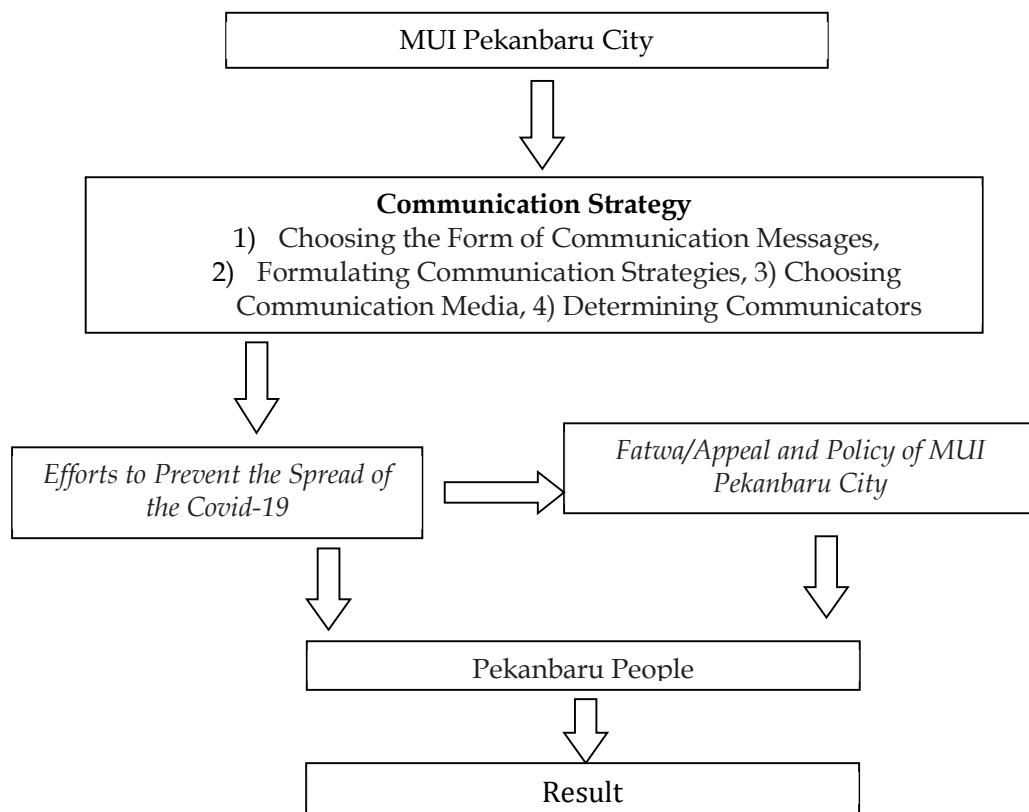 MUI Pekanbaru City
Communication Strategy
1) Choosing the Form of Communication Messages,
2) Formulating Communication Strategies, 3) Choosing
Communication Media, 4) Determining Communicators
Efforts to Prevent the Spread of
the Covid-19
Fatwa/Appeal and Policy of MUI
Pekanbaru City
Pekanbaru People
Result